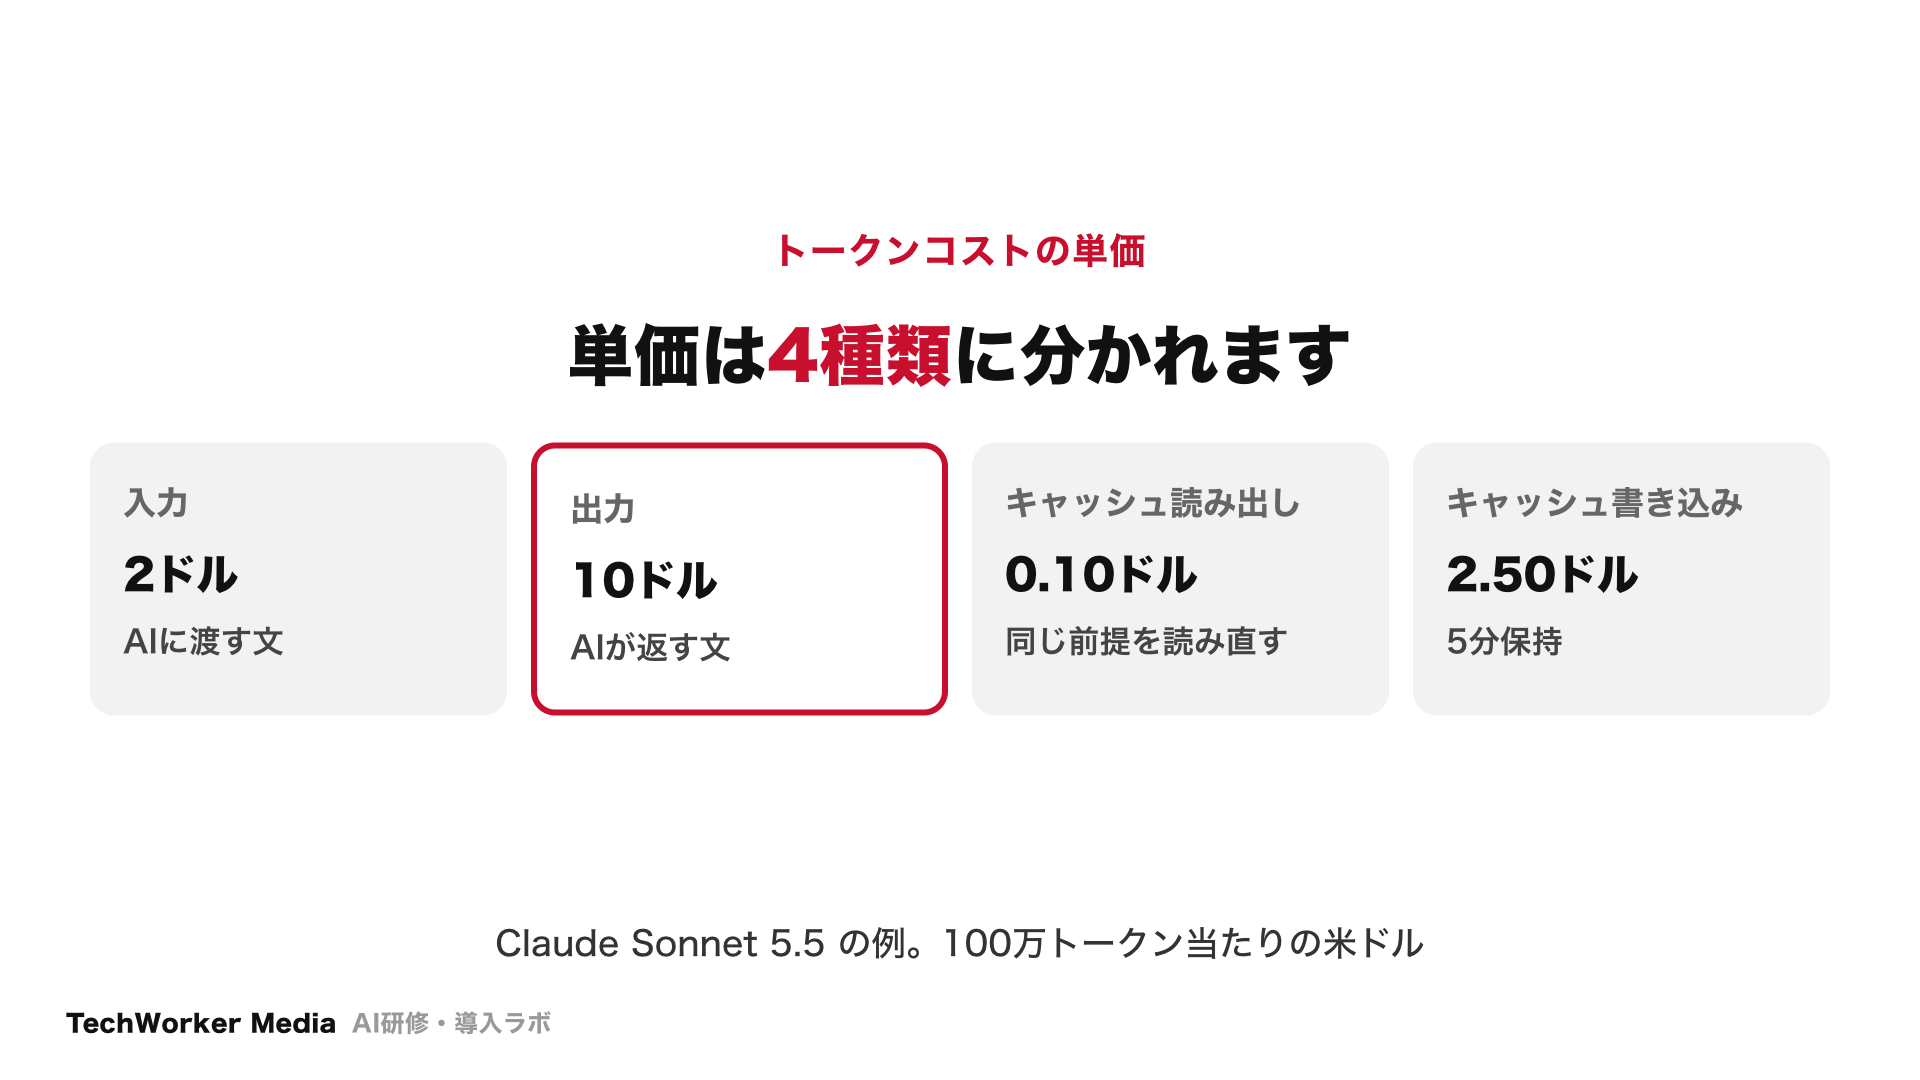 トークンコストの単価
単価は4種類に分かれます
入力
2ドル
AIに渡す文
出力
10ドル
AIが返す文
キャッシュ読み出し
0.10ドル
同じ前提を読み直す
キャッシュ書き込み
2.50ドル
5分保持
Claude Sonnet 5.5 の例。100万トークン当たりの米ドル
TechWorker Media AI研修・導入ラボ